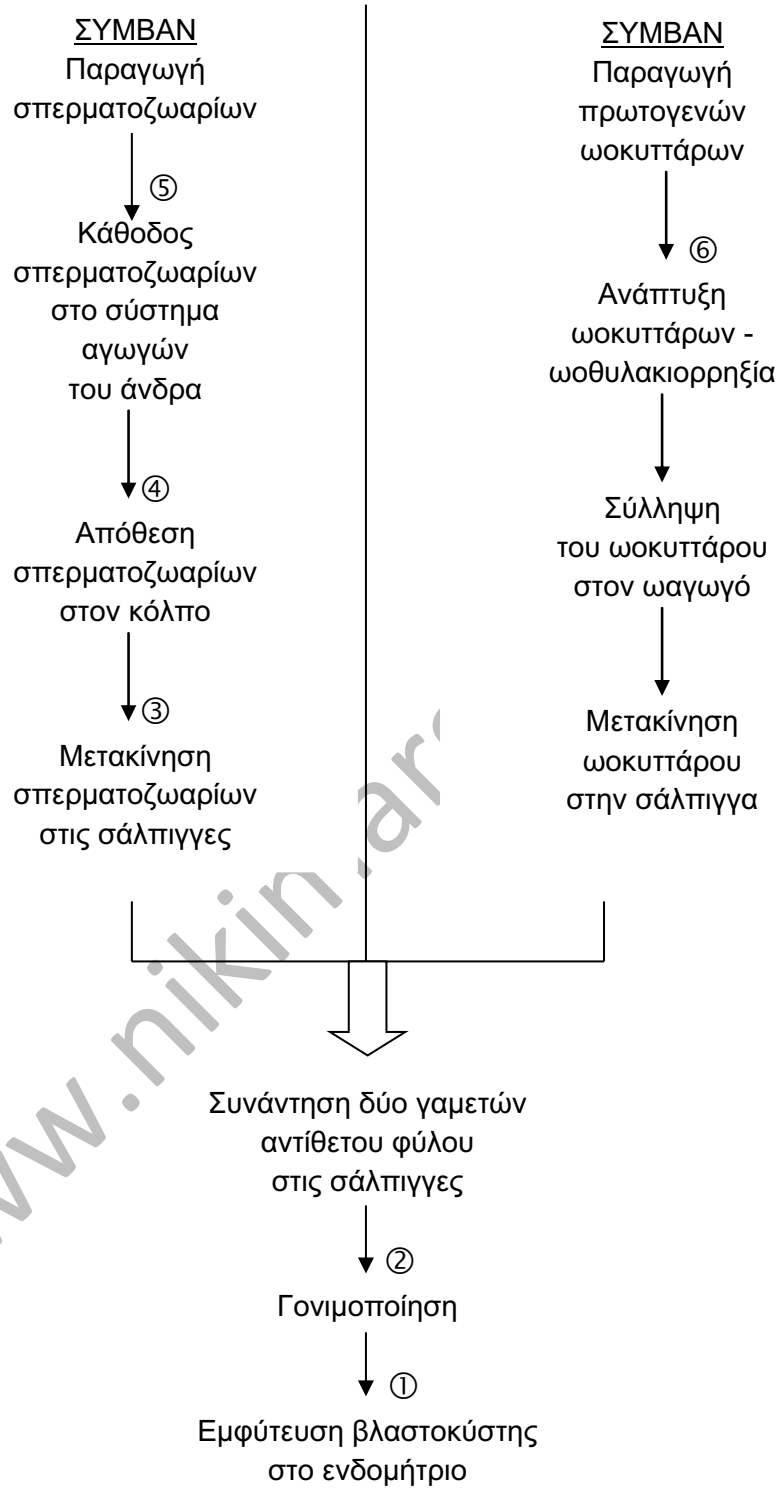 ΣΥΜΒΑΝ
Παραγωγή
σπερματοζωαρίων
⑤
Κάθοδος
σπερματοζωαρίων
στο σύστημα
αγωγών
του άνδρα
④
Απόθεση
σπερματοζωαρίων
στον κόλπο
③
Μετακίνηση
σπερματοζωαρίων
στις σάλπιγγες
ΣΥΜΒΑΝ
Παραγωγή
πρωτογενών
ωοκυττάρων
⑥
Ανάπτυξη
ωοκυττάρων -
ωοθυλακιορρηξία
Σύλληψη
του ωοκυττάρου
στον ωαγωγό
Μετακίνηση
ωοκυττάρου
στην σάλπιγγα
Συνάντηση δύο γαμετών
αντίθετου φύλου
στις σάλπιγγες
②
Γονιμοποίηση
①
Εμφύτευση βλαστοκύστης
στο ενδομήτριο